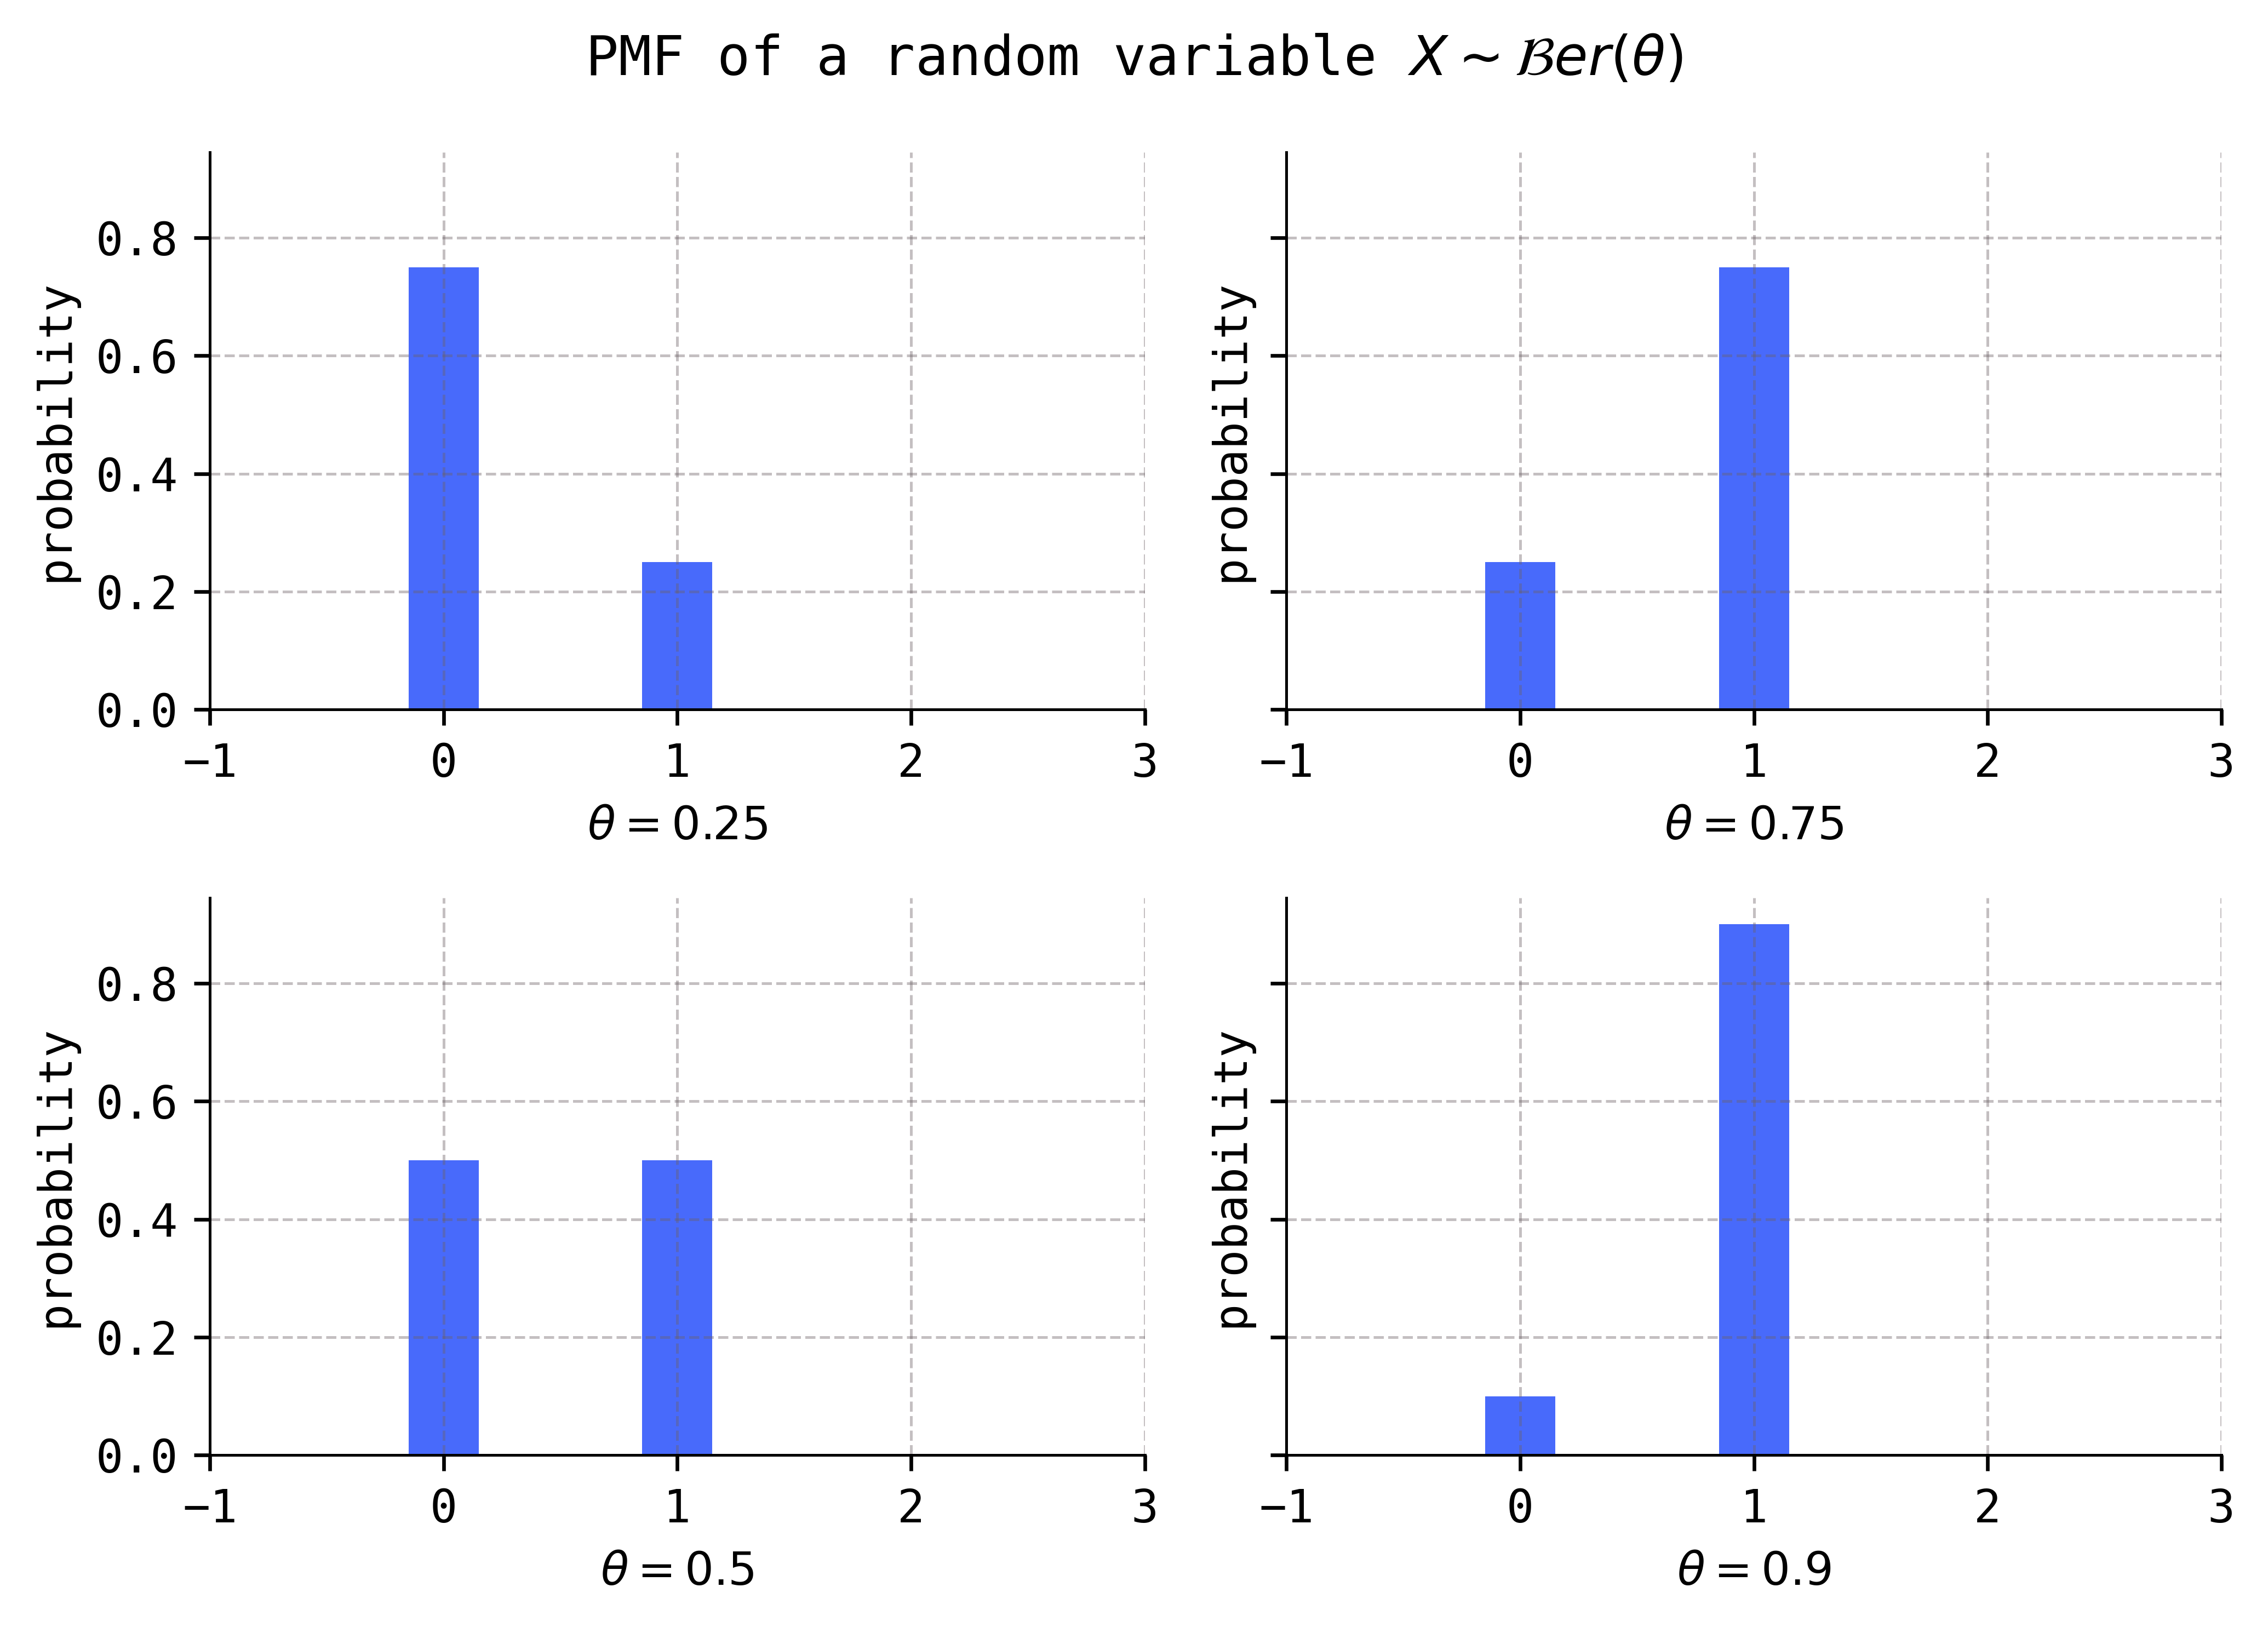 PMF of a random variable X ~ ℬer(θ)
probability
0.8
0.6
0.4
0.2
0.0
−1 0 1 2 3
θ = 0.25
probability
−1 0 1 2 3
θ = 0.75
probability
0.8
0.6
0.4
0.2
0.0
−1 0 1 2 3
θ = 0.5
probability
−1 0 1 2 3
θ = 0.9